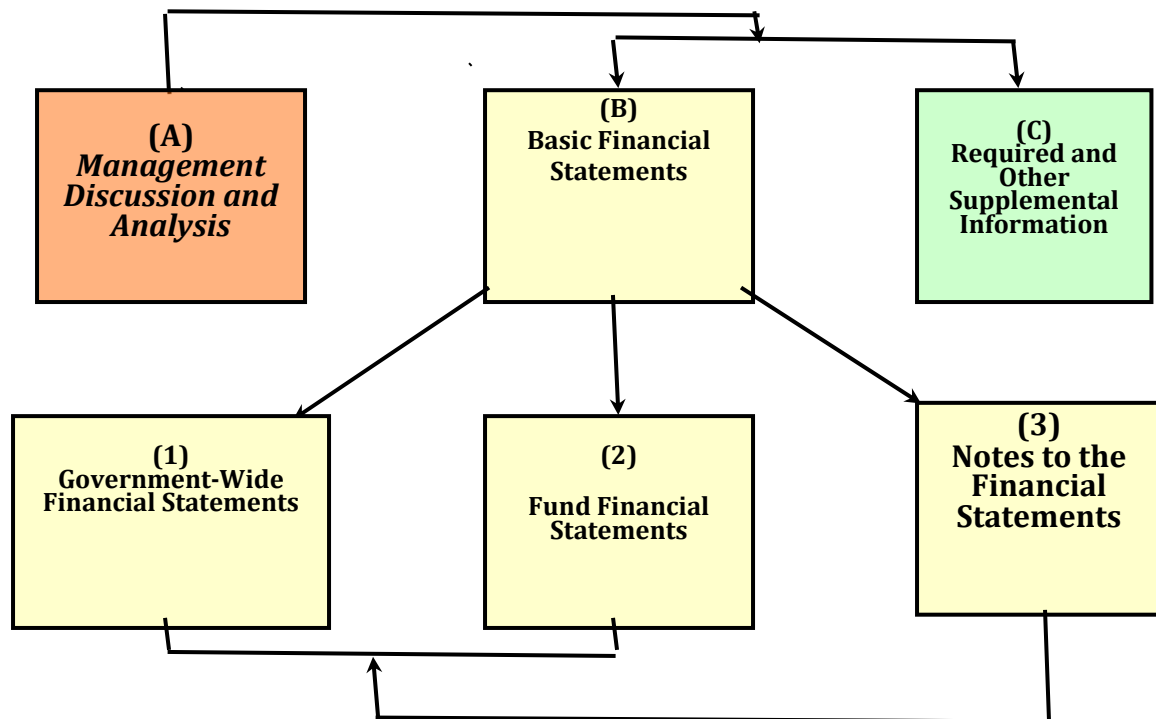 (A)
Management
Discussion and
Analysis
(B)
Basic Financial
Statements
(C)
Required and
Other
Supplemental
Information
(1)
Government-Wide
Financial Statements
(2)
Fund Financial
Statements
(3)
Notes to the
Financial
Statements